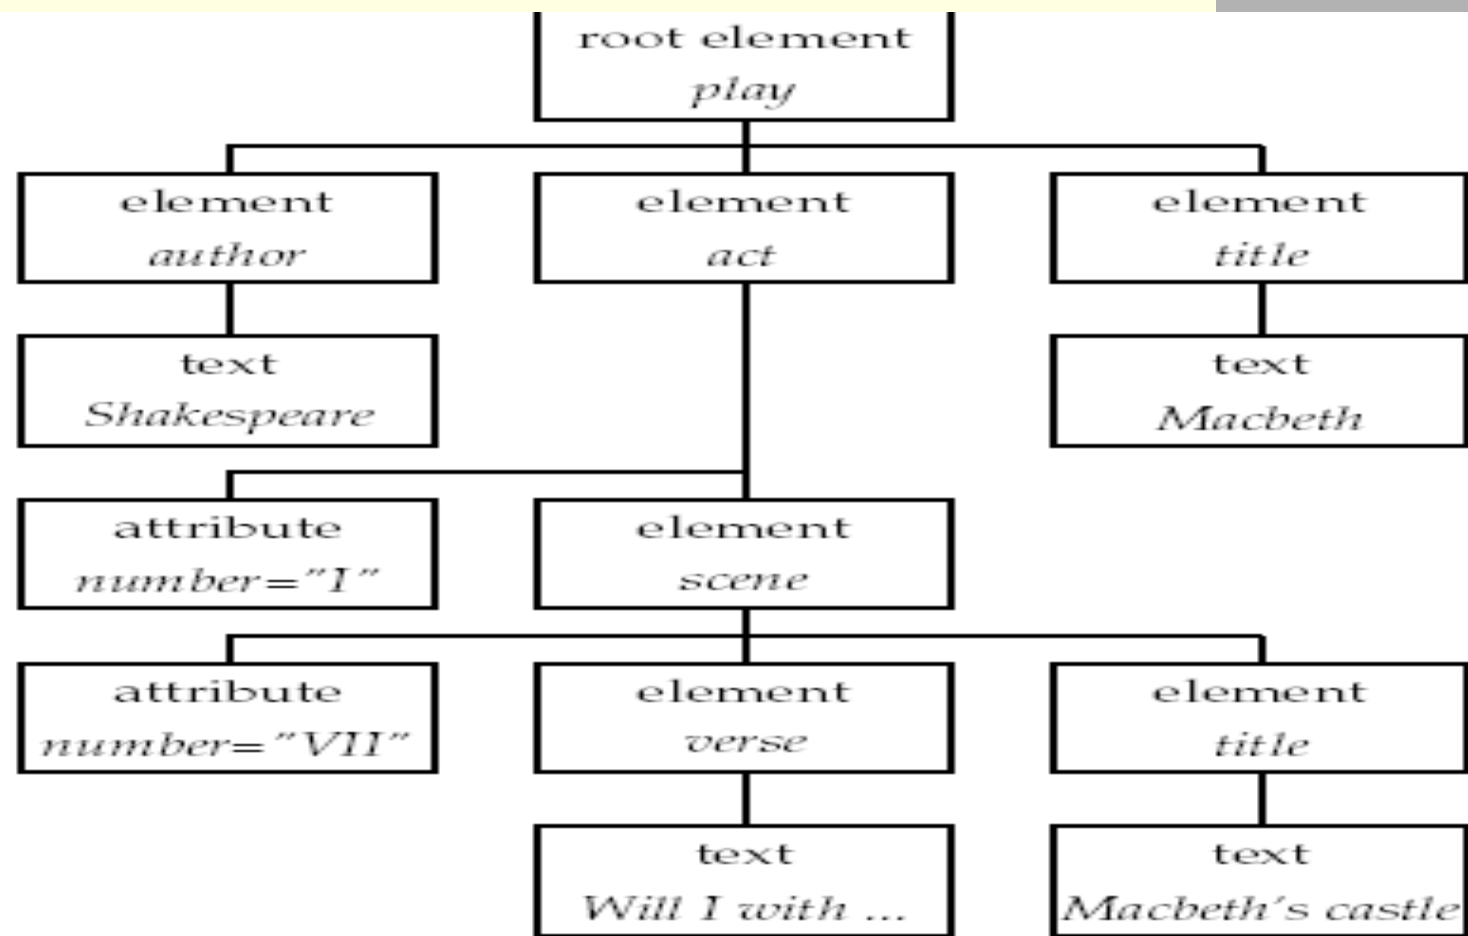 root element
play
element
author
element
act
element
title
text
Shakespeare
text
Macbeth
attribute
number="I"
element
scene
attribute
number="VII"
element
verse
element
title
text
Will I with ...
text
Macbeth's castle